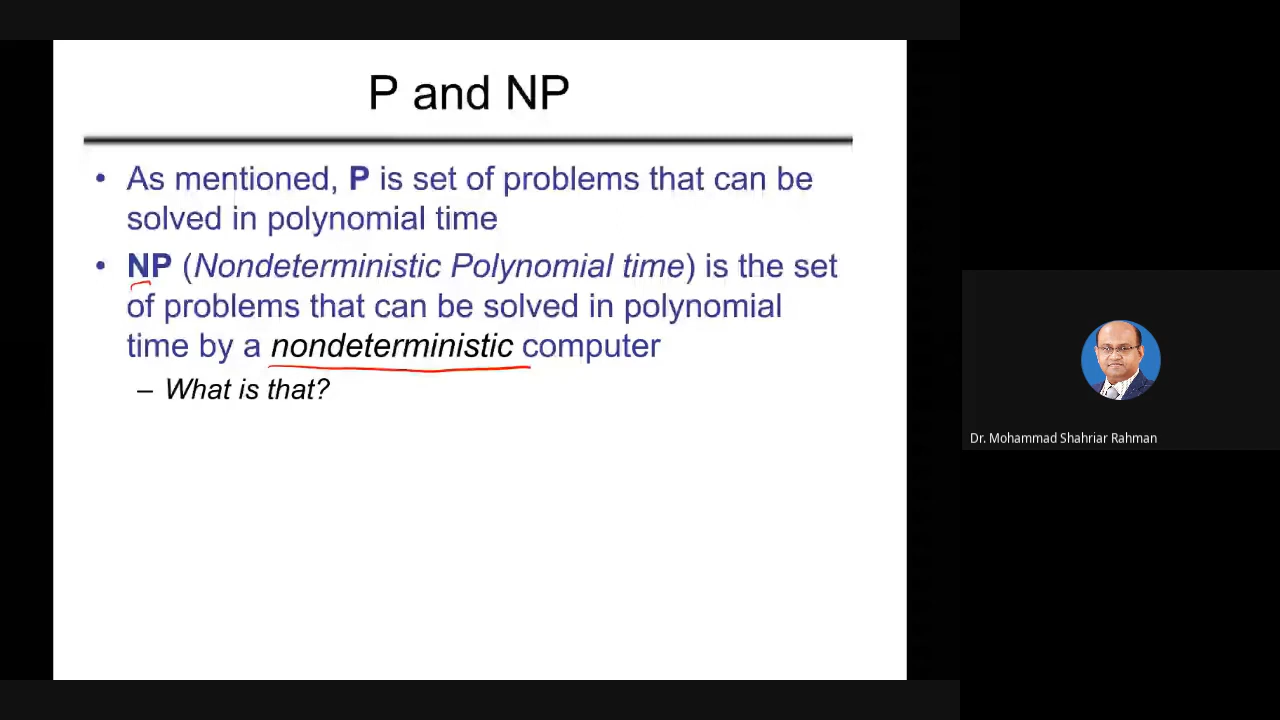 P and NP
• As mentioned, P is set of problems that can be
solved in polynomial time
• NP (Nondeterministic Polynomial time) is the set
of problems that can be solved in polynomial
time by a nondeterministic computer
– What is that?
Dr. Mohammad Shahriar Rahman